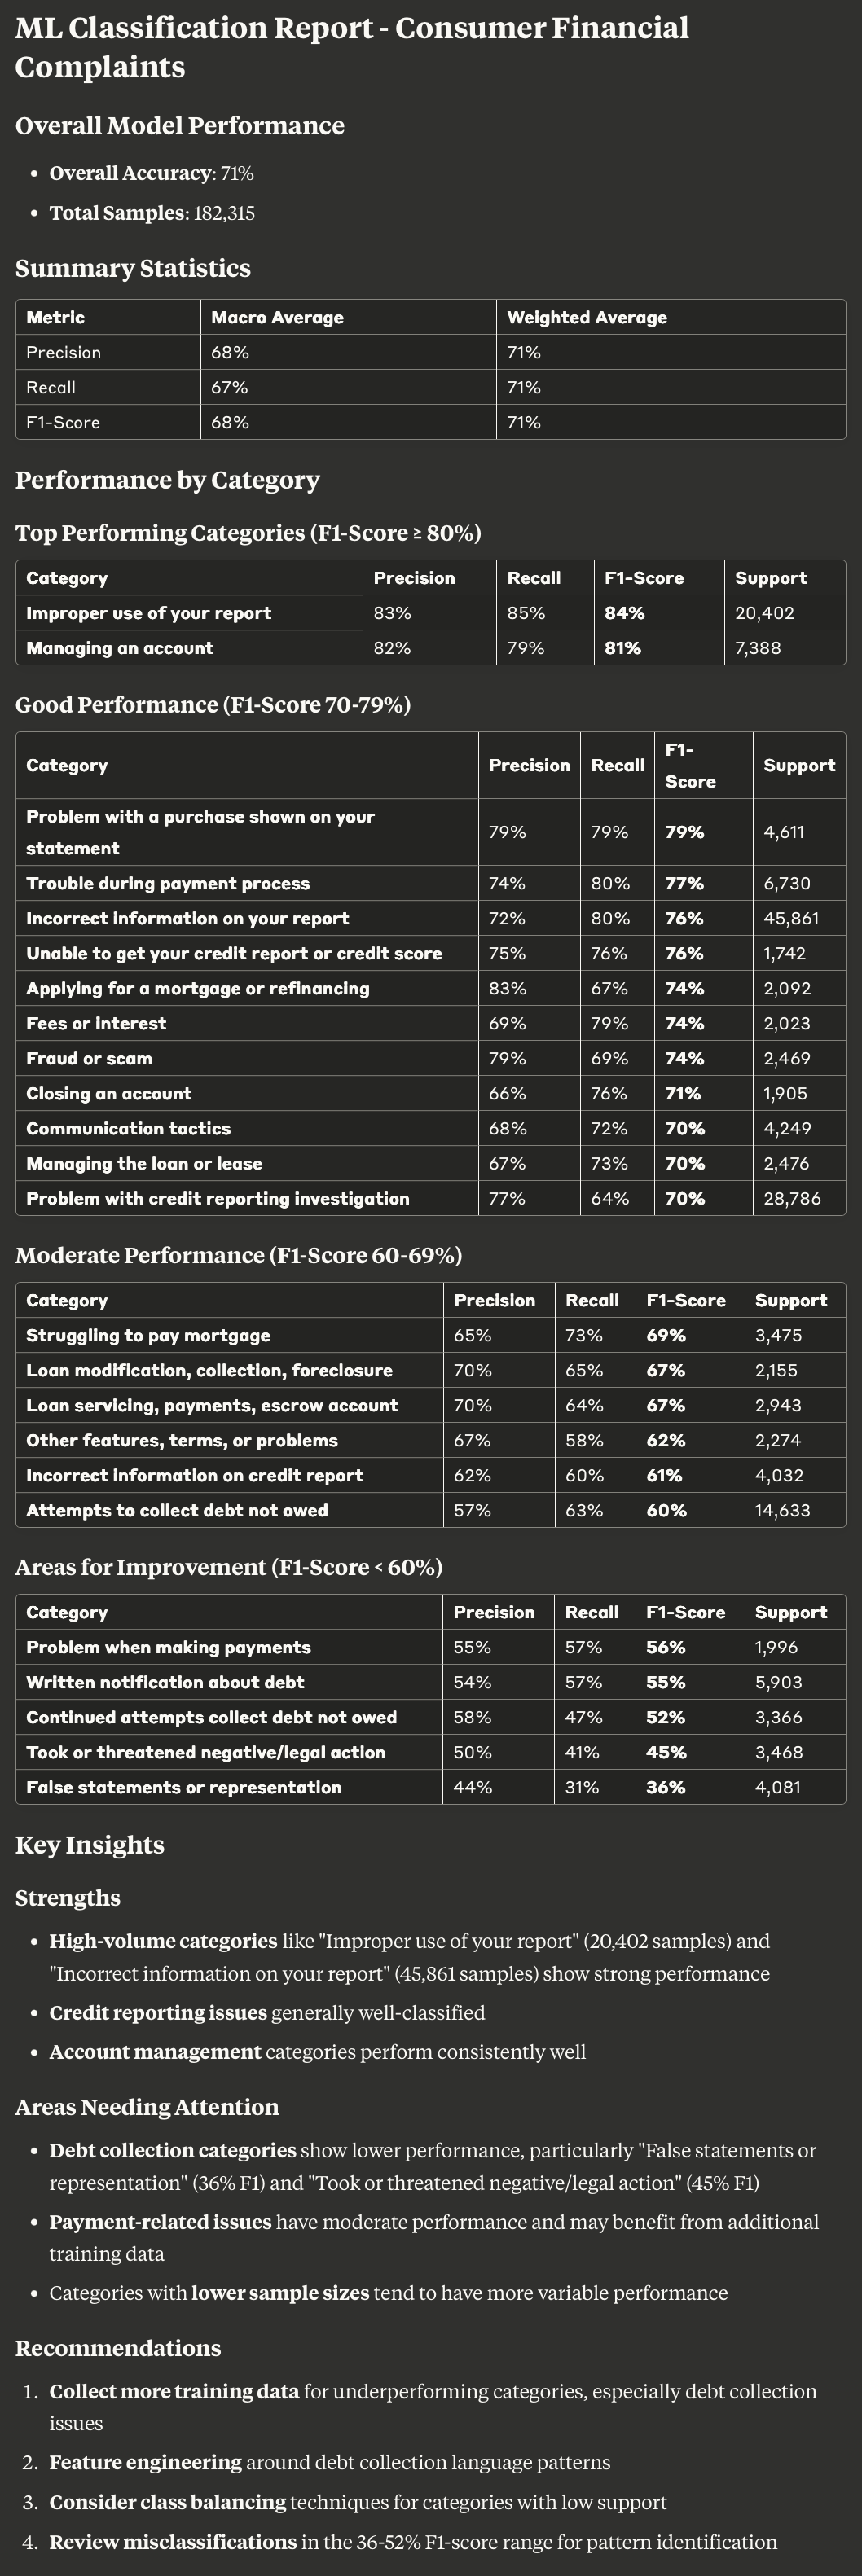 ML Classification Report - Consumer Financial
Complaints
Overall Model Performance
• Overall Accuracy: 71%
• Total Samples: 182,315
Summary Statistics
Metric Macro Average Weighted Average
Precision 68% 71%
Recall 67% 71%
F1-Score 68% 71%
Performance by Category
Top Performing Categories (F1-Score ≥ 80%)
Category Precision Recall F1-Score Support
Improper use of your report 83% 85% 84% 20,402
Managing an account 82% 79% 81% 7,388
Good Performance (F1-Score 70-79%)
Category Precision Recall F1-
Score Support
Problem with a purchase shown on your
statement 79% 79% 79% 4,611
Trouble during payment process 74% 80% 77% 6,730
Incorrect information on your report 72% 80% 76% 45,861
Unable to get your credit report or credit score 75% 76% 76% 1,742
Applying for a mortgage or refinancing 83% 67% 74% 2,092
Fees or interest 69% 79% 74% 2,023
Fraud or scam 79% 69% 74% 2,469
Closing an account 66% 76% 71% 1,905
Communication tactics 68% 72% 70% 4,249
Managing the loan or lease 67% 73% 70% 2,476
Problem with credit reporting investigation 77% 64% 70% 28,786
Moderate Performance (F1-Score 60-69%)
Category Precision Recall F1-Score Support
Struggling to pay mortgage 65% 73% 69% 3,475
Loan modification, collection, foreclosure 70% 65% 67% 2,155
Loan servicing, payments, escrow account 70% 64% 67% 2,943
Other features, terms, or problems 67% 58% 62% 2,274
Incorrect information on credit report 62% 60% 61% 4,032
Attempts to collect debt not owed 57% 63% 60% 14,633
Areas for Improvement (F1-Score < 60%)
Category Precision Recall F1-Score Support
Problem when making payments 55% 57% 56% 1,996
Written notification about debt 54% 57% 55% 5,903
Continued attempts collect debt not owed 58% 47% 52% 3,366
Took or threatened negative/legal action 50% 41% 45% 3,468
False statements or representation 44% 31% 36% 4,081
Key Insights
Strengths
• High-volume categories like "Improper use of your report" (20,402 samples) and
"Incorrect information on your report" (45,861 samples) show strong performance
• Credit reporting issues generally well-classified
• Account management categories perform consistently well
Areas Needing Attention
• Debt collection categories show lower performance, particularly "False statements or
representation" (36% F1) and "Took or threatened negative/legal action" (45% F1)
• Payment-related issues have moderate performance and may benefit from additional
training data
• Categories with lower sample sizes tend to have more variable performance
Recommendations
1. Collect more training data for underperforming categories, especially debt collection
issues
2. Feature engineering around debt collection language patterns
3. Consider class balancing techniques for categories with low support
4. Review misclassifications in the 36-52% F1-score range for pattern identification